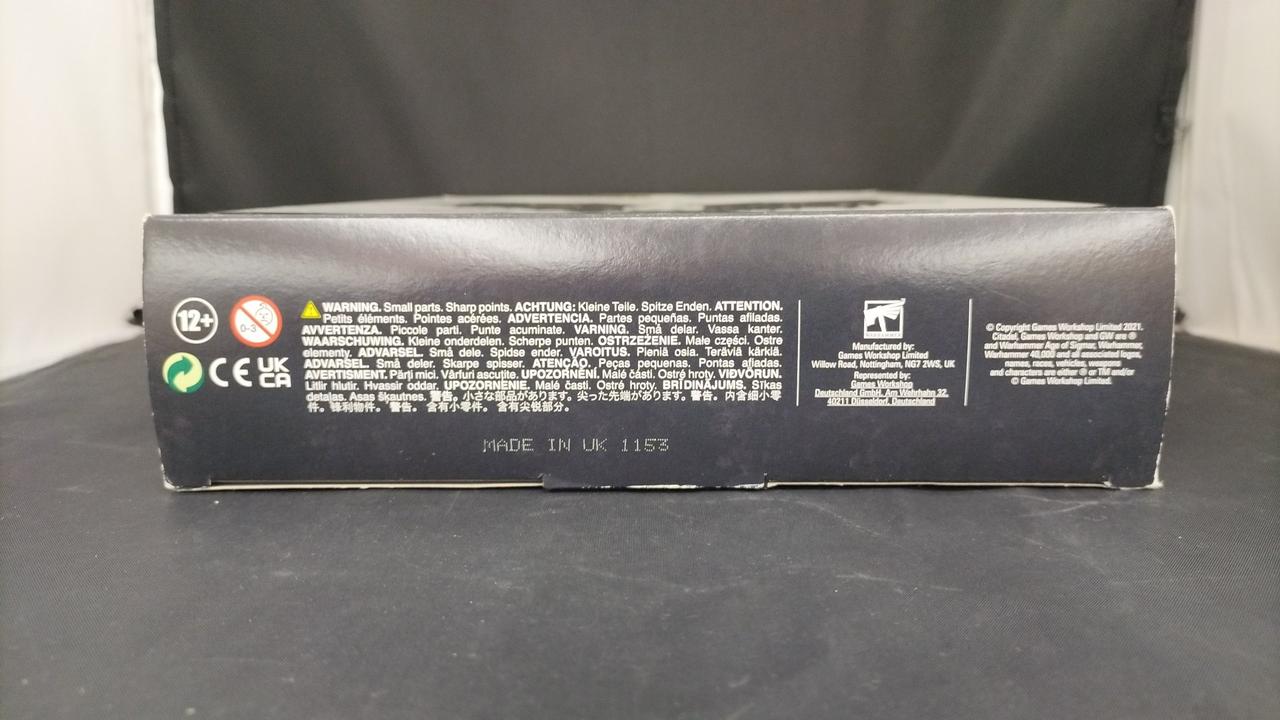 12+
0-3
CE UK
CA
WARNING. Small parts. Sharp points. ACHTUNG: Kleine Teile. Spitze Enden. ATTENTION.
Petits éléments. Pointes acérées. ADVERTENCIA. Partes pequeñas. Puntas afiladas.
AVVERTENZA. Piccole parti. Punte acuminate. VARNING. Små delar. Vassa kanter.
WAARSCHUWING. Kleine onderdelen. Scherpe punten. OSTRZEŻENIE. Małe części. Ostre
elementy. ADVARSEL. Små dele. Spidse ender. VAROITUS. Pieniä osia. Teräviä kärkiä.
ADVARSEL. Små deler. Skarpe spisser. ATENÇÃO. Peças pequenas. Pontas afiadas.
AVERTISMENT. Părți mici. Vârfuri ascuțite. UPOZORNĚNÍ. Malé části. Ostré hroty. VIÐVÖRUN.
Litlir hlutir. Hvassir oddar. UPOZORNENIE. Malé časti. Ostré hroty. BRĪDINĀJUMS. Sīkas
detaļas. Asas šķautnes. 警告。小さな部品があります。尖った先端があります。警告。内含细小零
件。锋利物件。警告。含有小零件。含有尖锐部分。
MADE IN UK 1153
WARHAMMER
Manufactured by:
Games Workshop Limited
Willow Road, Nottingham, NG7 2WS, UK
Represented by:
Games Workshop
Deutschland GmbH, Am Wehrhahn 32,
40211 Düsseldorf, Deutschland
© Copyright Games Workshop Limited 2021.
Citadel, Games Workshop and GW are ®
and Warhammer Age of Sigmar, Warhammer,
Warhammer 40,000 and all associated logos,
names, races, vehicles, weapons
and characters are either ® or TM and/or
© Games Workshop Limited.